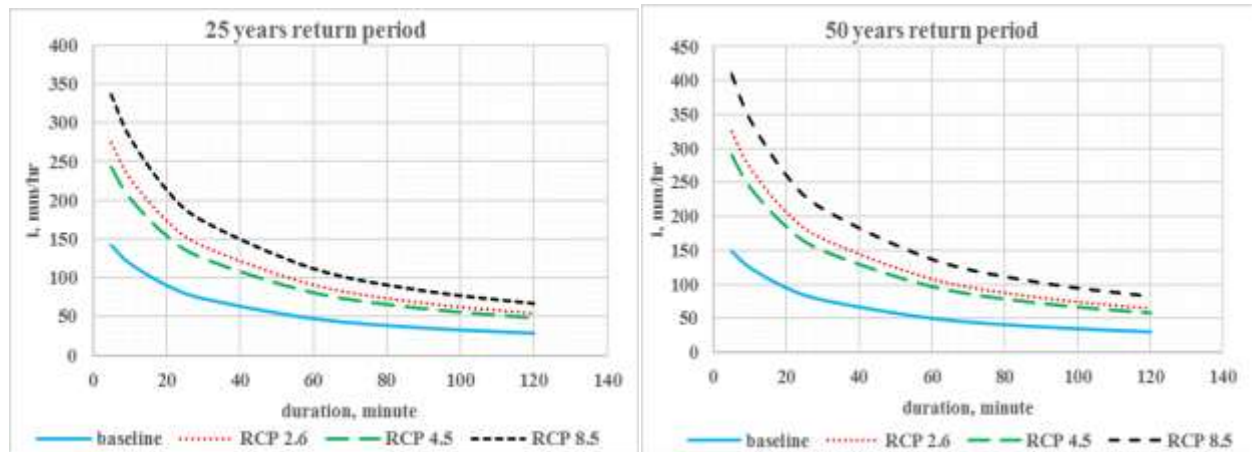 25 years return period
400
350
300
250
200
150
100
50
0
i, mm/hr
0 20 40 60 80 100 120 140
duration, minute
baseline RCP 2.6 RCP 4.5 RCP 8.5
50 years return period
450
400
350
300
250
200
150
100
50
0
i, mm/hr
0 20 40 60 80 100 120 140
duration, minute
baseline RCP 2.6 RCP 4.5 RCP 8.5